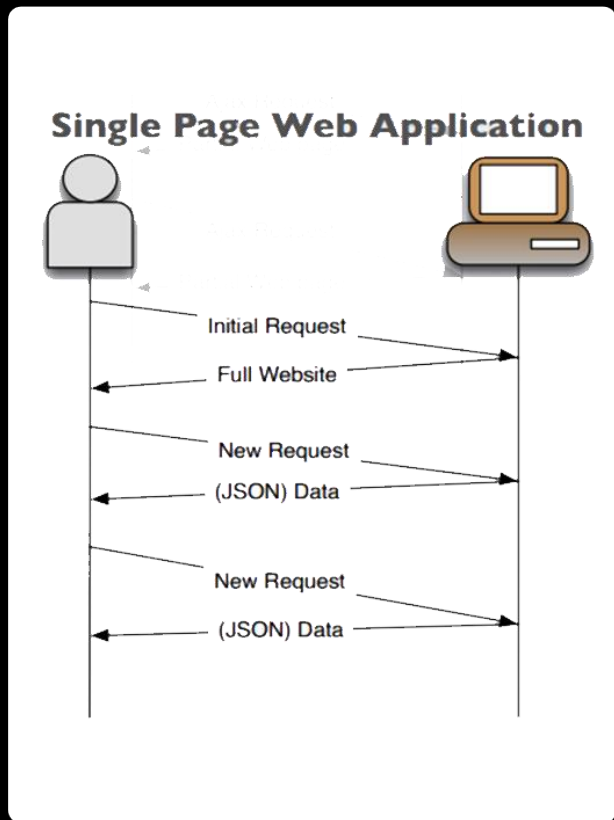 Single Page Web Application
Initial Request
Full Website
New Request
(JSON) Data
New Request
(JSON) Data